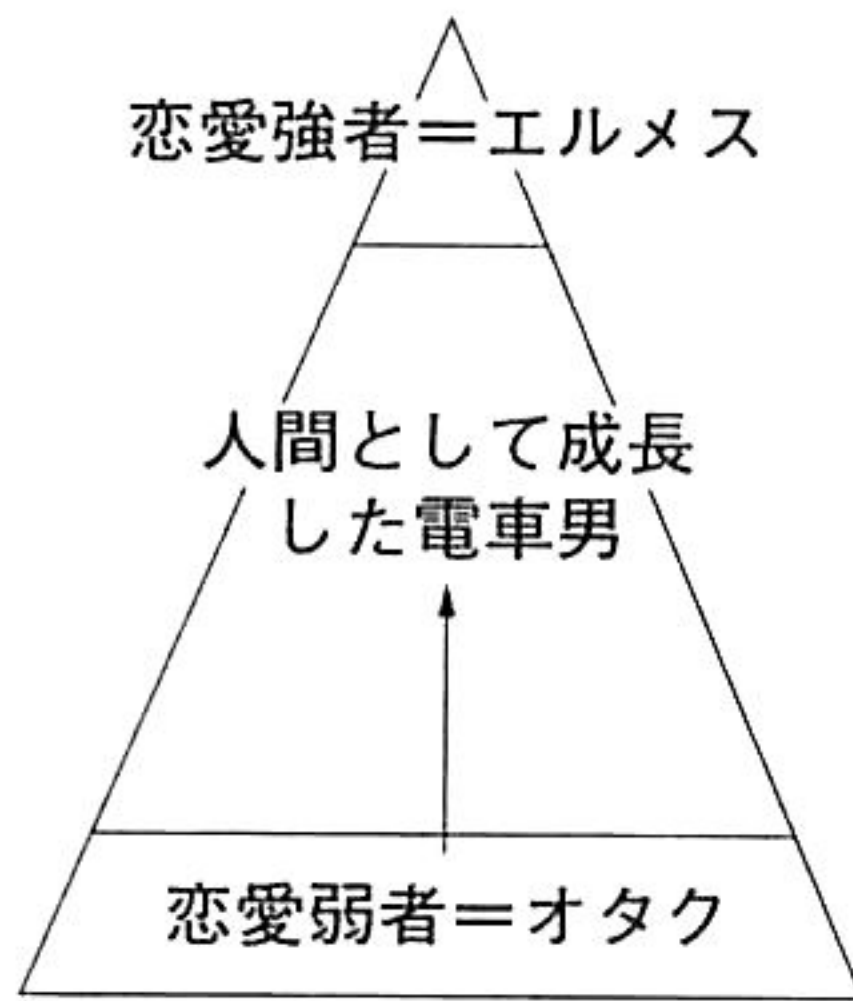 恋愛強者＝エルメス
人間として成長
した電車男
恋愛弱者＝オタク